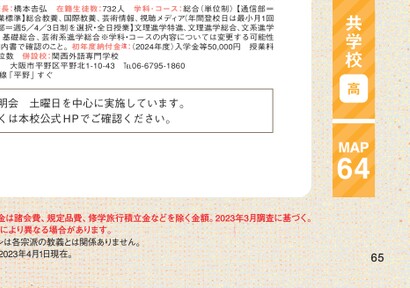 長:橋本杏弘 在籍生徒数:732人 学科・コース:総合(単位制)【通信部一
業標準】総合教養、国際教養、芸術情報、視聴メディア(年間登校日は最小月1回
部=週5/4/3日制を選択・全日授業】文理進学特進、文理進学総合、文系進学
基礎総合、芸術系進学総合※学科・コースの内容については変更する可能性
内書で確認のこと。 初年度納付金※:(2024年度)入学金等50,000円 授業料
位数 併設校:関西外語専門学校
大阪市平野区平野北1-10-43 ℡06-6795-1860
線「平野」すぐ
明会 土曜日を中心に実施しています。
くは本校公式HPでご確認ください。
共学校
高
MAP
64
金は諸会費、規定品費、修学旅行積立金などを除く金額。2023年3月調査に基づく。
により異なる場合があります。
ンは各宗派の教義とは関係ありません。
2023年4月1日現在。
65